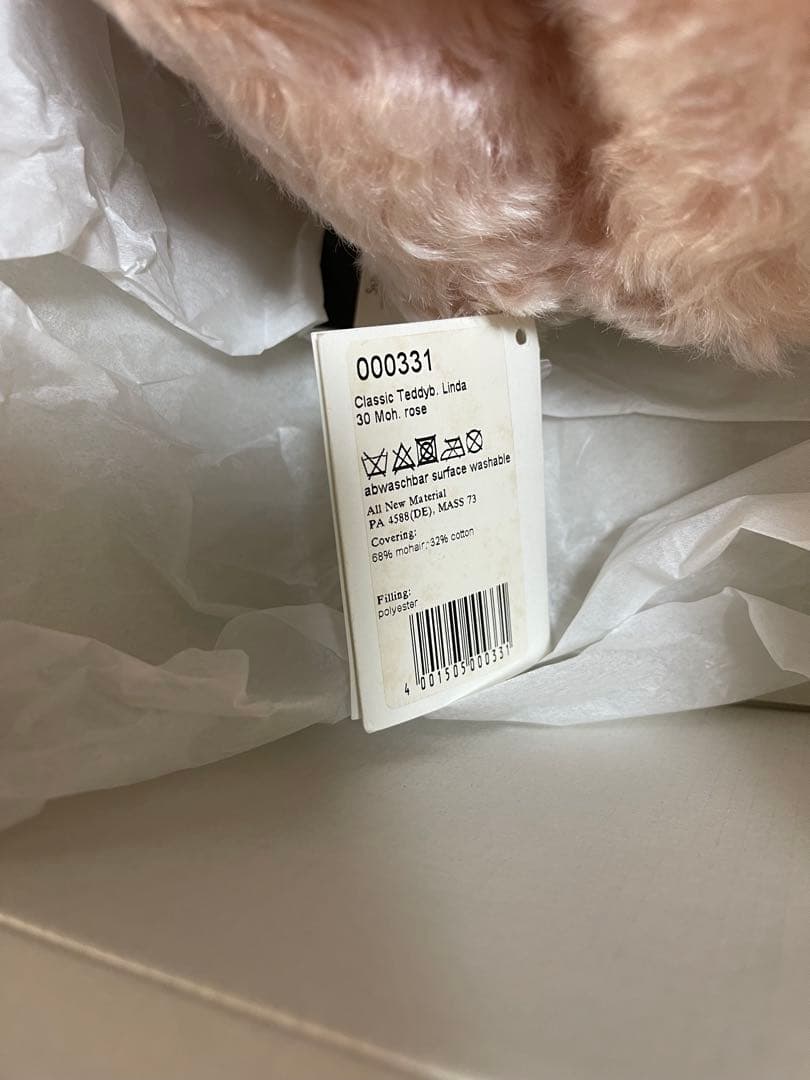 000331
Classic Teddyb. Linda
30 Moh. rose
abwaschbar surface washable
All New Material
PA 4588(DE), MASS 73
Covering:
68% mohair, 32% cotton
Filling:
polyester
4 001505 000331